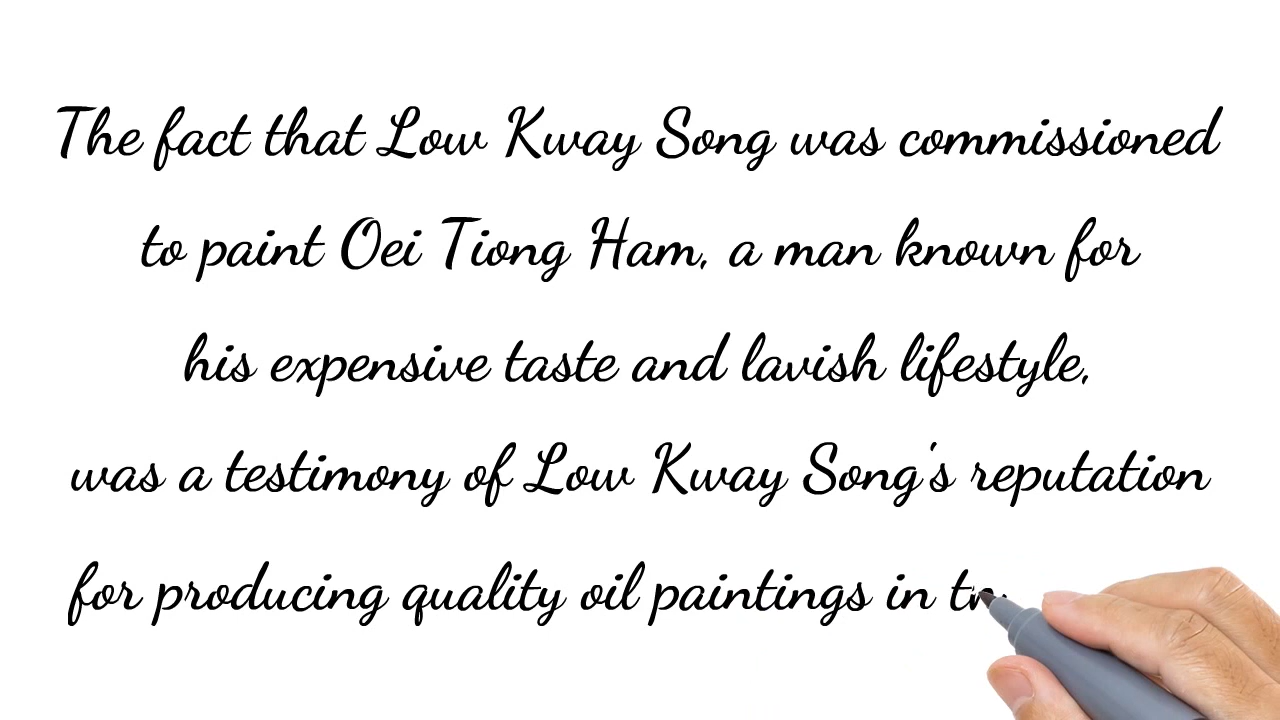 The fact that Low Kway Song was commissioned
to paint Oei Tiong Ham, a man known for
his expensive taste and lavish lifestyle,
was a testimony of Low Kway Song's reputation
for producing quality oil paintings in